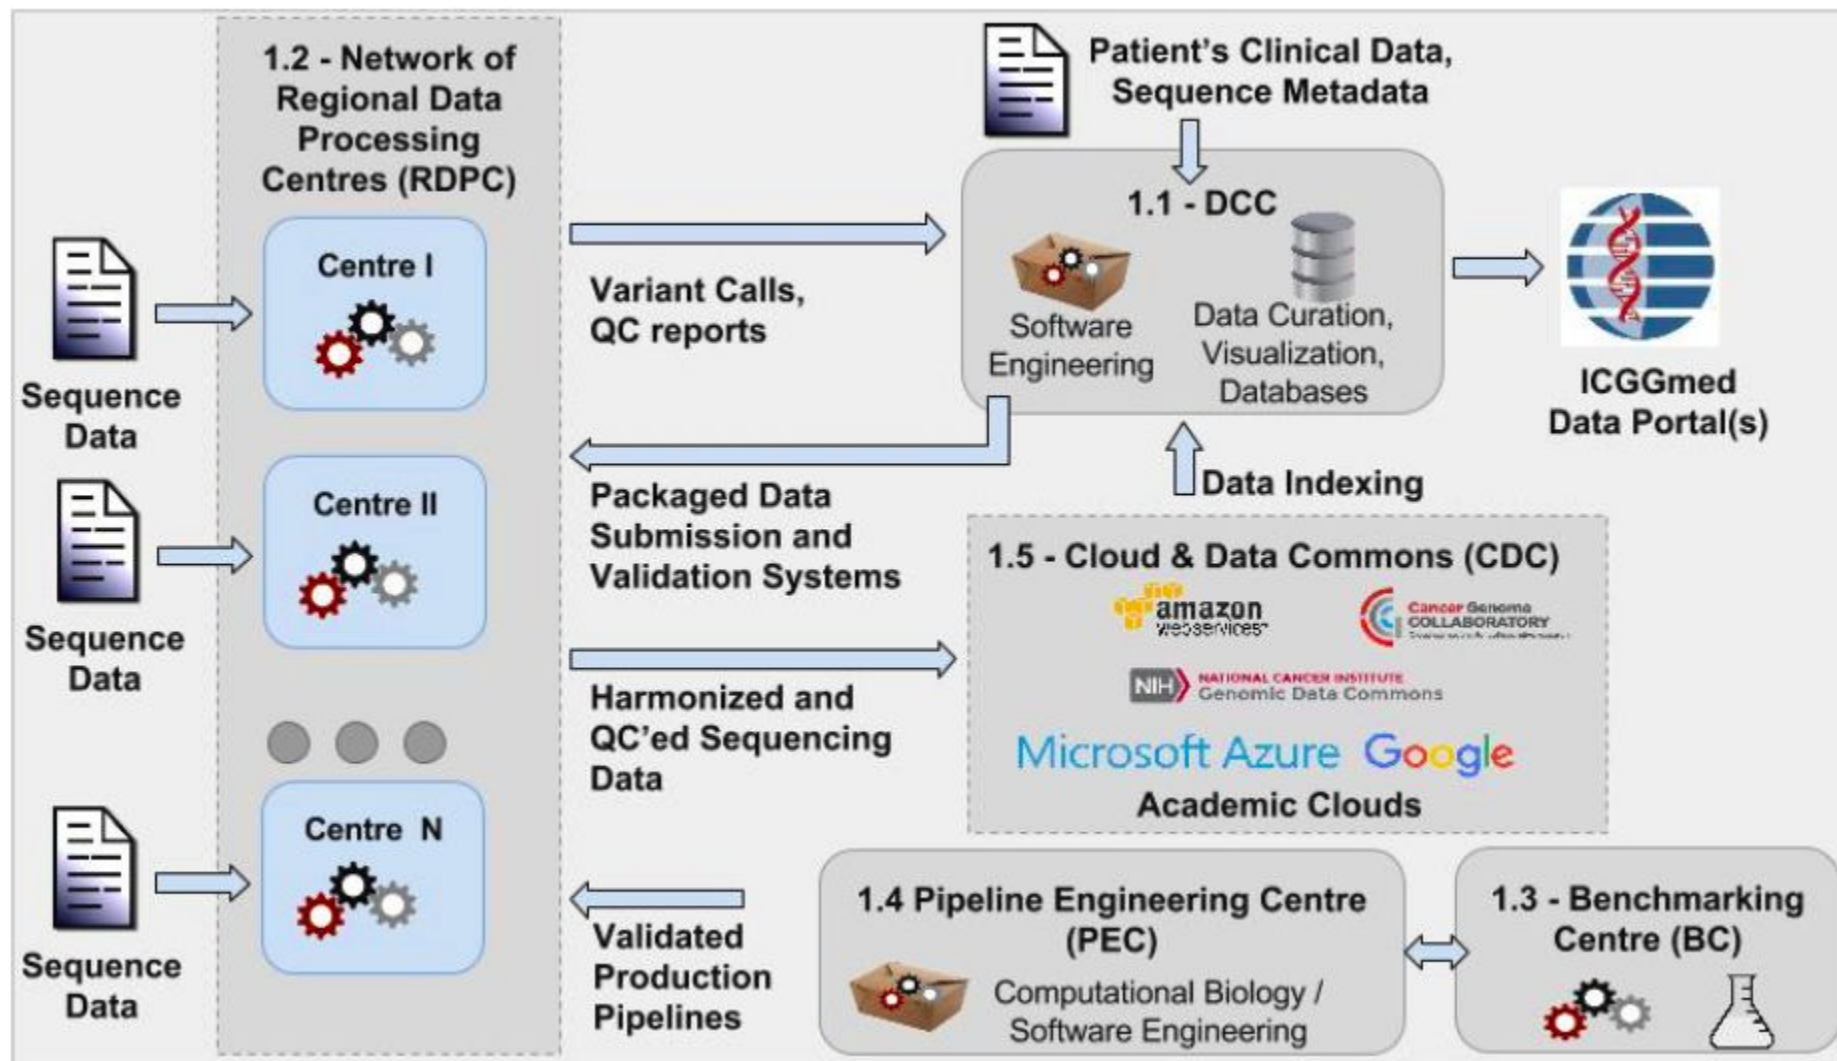 1.2 - Network of
Regional Data
Processing
Centres (RDPC)
Sequence
Data
Centre I
Sequence
Data
Centre II
Sequence
Data
Centre N
Variant Calls,
QC reports
Packaged Data
Submission and
Validation Systems
Harmonized and
QC'ed Sequencing
Data
Validated
Production
Pipelines
Patient's Clinical Data,
Sequence Metadata
1.1 - DCC
Software
Engineering
Data Curation,
Visualization,
Databases
ICGGmed
Data Portal(s)
Data Indexing
1.5 - Cloud & Data Commons (CDC)
amazon
webservices™
Cancer Genome
COLLABORATORY
NIH
NATIONAL CANCER INSTITUTE
Genomic Data Commons
Microsoft Azure
Google
Academic Clouds
1.4 Pipeline Engineering Centre
(PEC)
Computational Biology /
Software Engineering
1.3 - Benchmarking
Centre (BC)